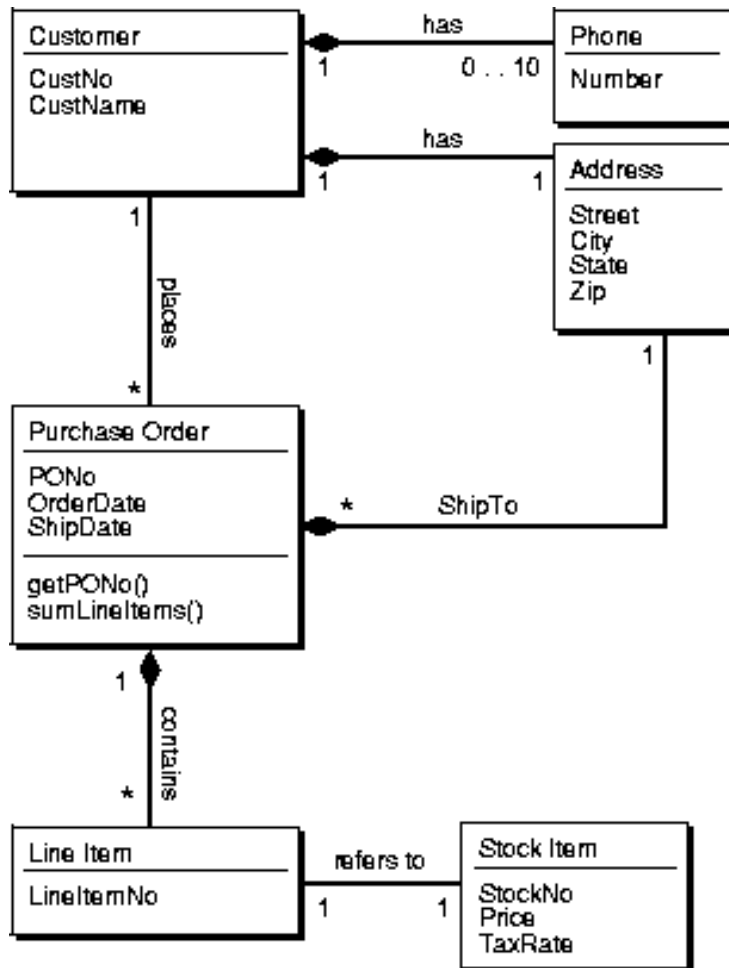 Customer
CustNo
CustName
has
1
0 . . 10
Phone
Number
has
1
1
Address
Street
City
State
Zip
1
places
*
1
Purchase Order
PONo
OrderDate
ShipDate
getPONo()
sumLineItems()
*
ShipTo
1
contains
*
Line Item
LineItemNo
refers to
1
1
Stock Item
StockNo
Price
TaxRate